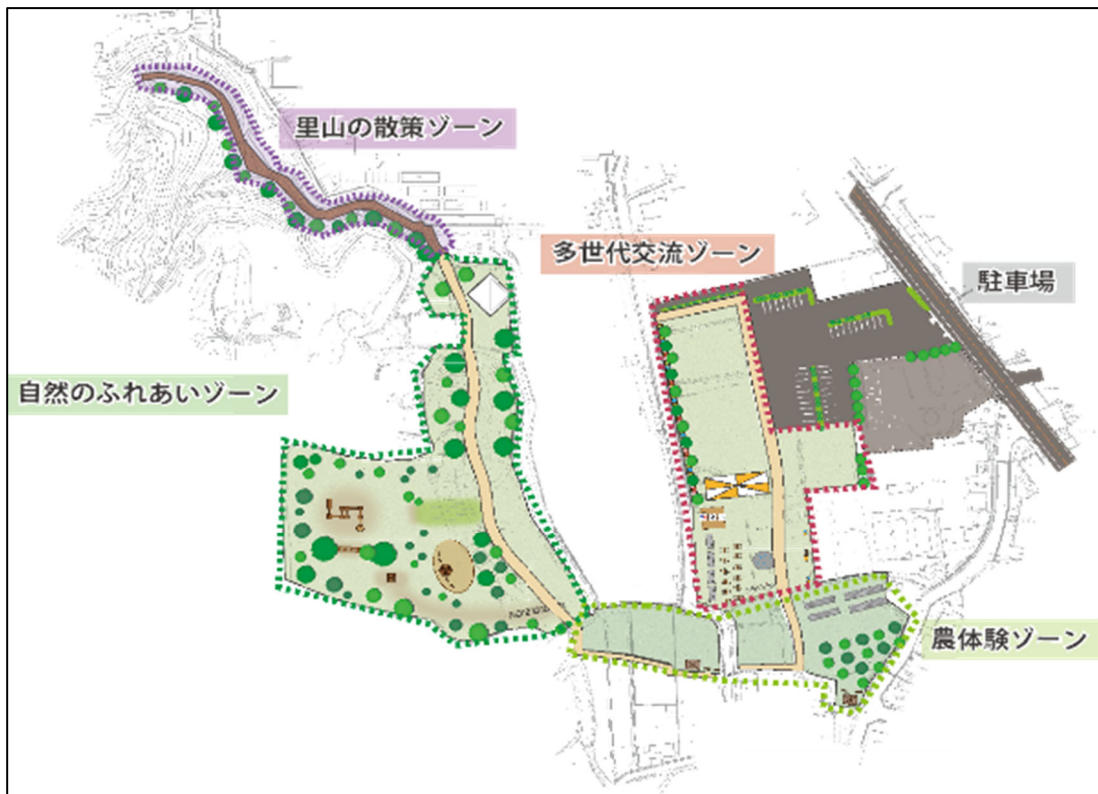 里山の散策ゾーン
多世代交流ゾーン
駐車場
自然のふれあいゾーン
農体験ゾーン